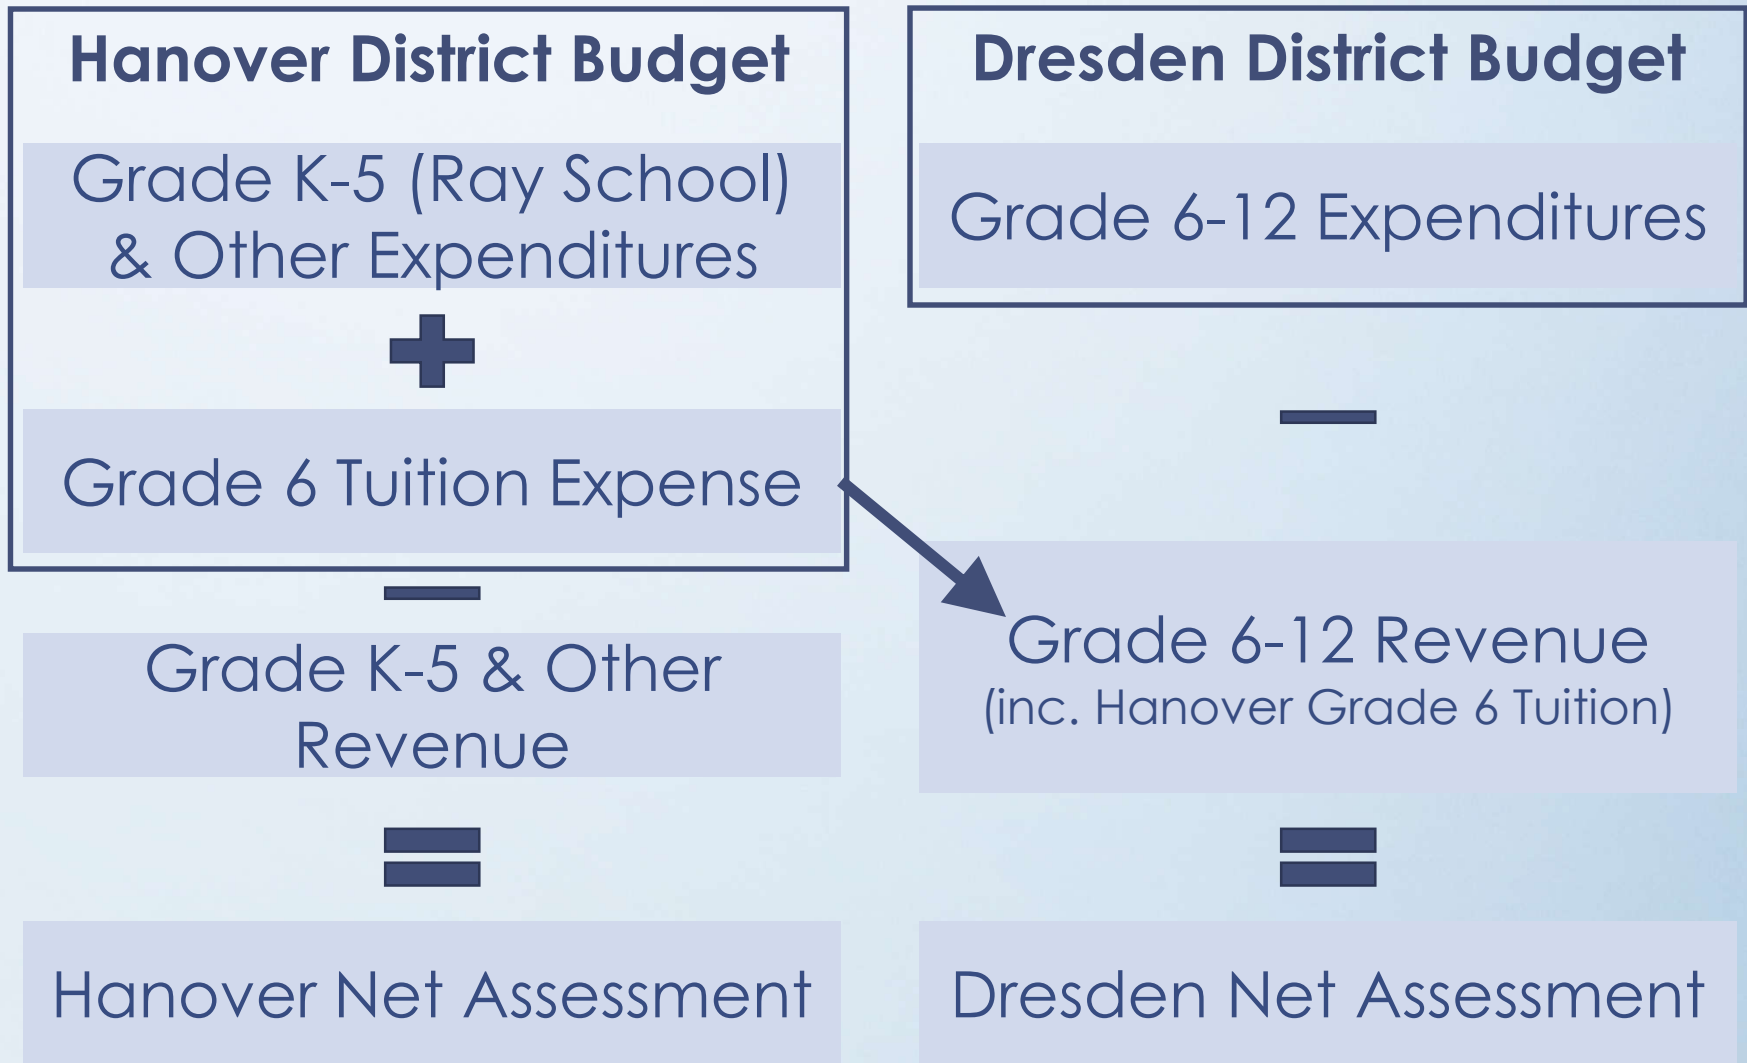 Hanover District Budget
Grade K-5 (Ray School)
& Other Expenditures
Grade 6 Tuition Expense
Grade K-5 & Other
Revenue
Hanover Net Assessment
Dresden District Budget
Grade 6-12 Expenditures
Grade 6-12 Revenue
(inc. Hanover Grade 6 Tuition)
Dresden Net Assessment